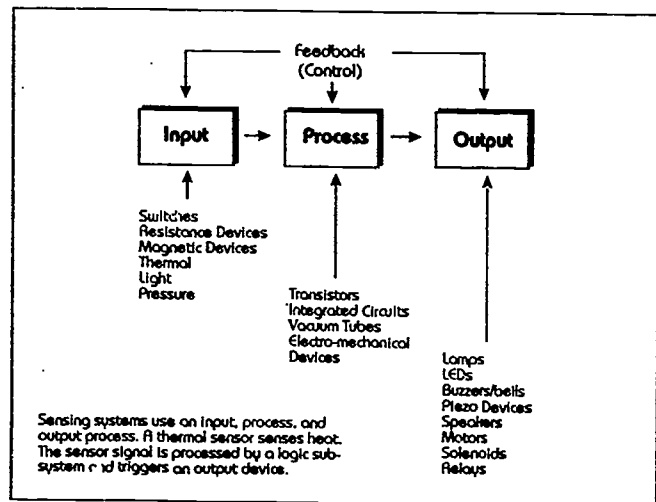 Feedback
(Control)
Input
Process
Output
Switches
Resistance Devices
Magnetic Devices
Thermal
Light
Pressure
Transistors
Integrated Circuits
Vacuum Tubes
Electro-mechanical
Devices
Lamps
LEDs
Buzzers/bells
Piezo Devices
Speakers
Motors
Solenoids
Relays
Sensing systems use an input, process, and
output process. A thermal sensor senses heat.
The sensor signal is processed by a logic sub-
system and triggers an output device.